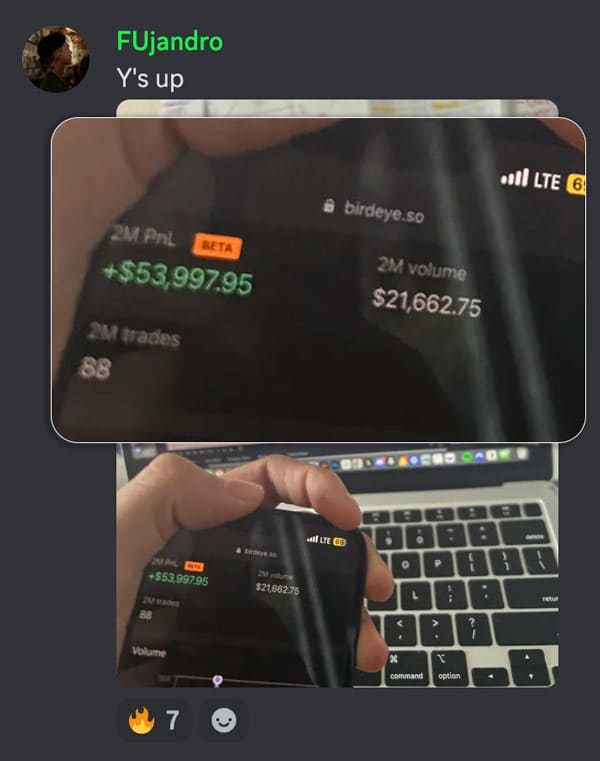 FUjandro
Y's up
LTE 69
birdeye.so
2M PnL BETA
2M volume
+$53,997.95
$21,662.75
2M trades
88
LTE 69
birdeye.so
2M PnL BETA
2M volume
+$53,997.95
$21,662.75
2M trades
88
Volume
delete
O P { [ } ] | \
L : ; " ' return
< , > . ? /
⌘ ⌥
command option
🔥 7